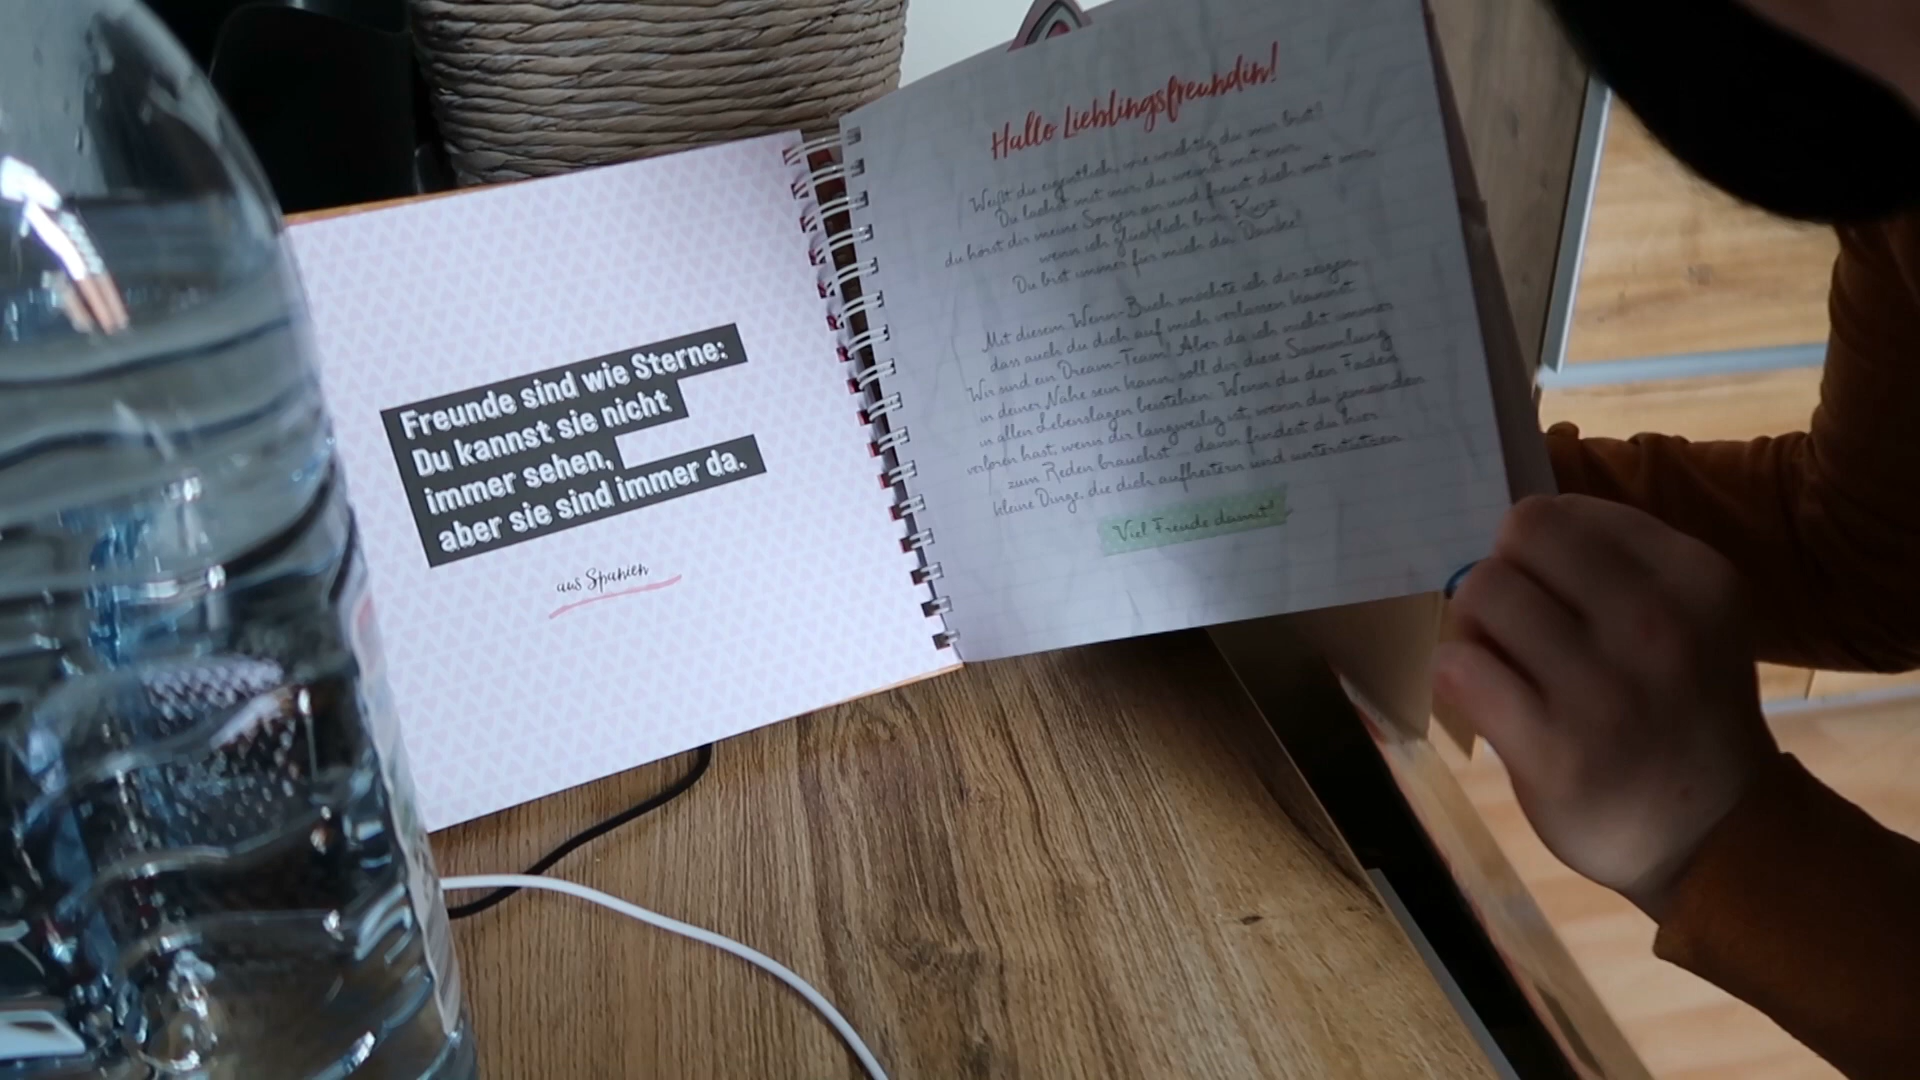 Freunde sind wie Sterne:
Du kannst sie nicht
immer sehen,
aber sie sind immer da.
aus Spanien
Hallo Lieblingsfreundin!
Weißt du eigentlich, wie wichtig du mir bist?
Du lachst mit mir, du weinst mit mir,
du hörst dir meine Sorgen an und freust dich mit mir,
wenn ich glücklich bin. Kurz:
Du bist immer für mich da. Danke!
Mit diesem Wenn-Buch möchte ich dir zeigen,
dass auch du dich auf mich verlassen kannst.
Wir sind ein Dream-Team! Aber da ich nicht immer
in deiner Nähe sein kann, soll dir diese Sammlung
in allen Lebenslagen beistehen: Wenn du den Faden
verloren hast, wenn dir langweilig ist, wenn du jemanden
zum Reden brauchst ... dann findest du hier
kleine Dinge, die dich aufheitern und unterstützen.
Viel Freude damit!